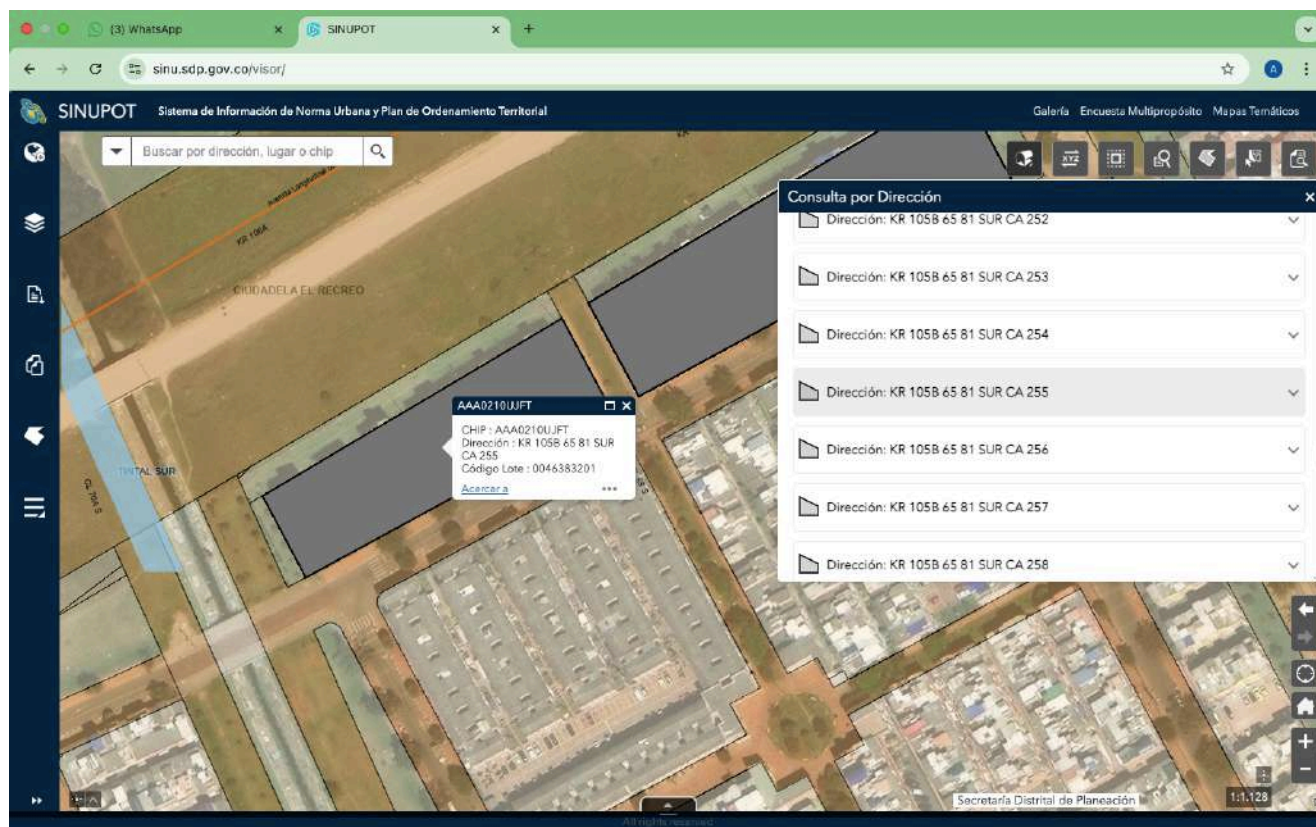 (3) WhatsApp
SINUPOT
sinu.sdp.gov.co/visor/
A
SINUPOT Sistema de Información de Norma Urbana y Plan de Ordenamiento Territorial
Galería Encuesta Multipropósito Mapas Temáticos
Buscar por dirección, lugar o chip
XYZ
Consulta por Dirección
Dirección: KR 105B 65 81 SUR CA 252
Dirección: KR 105B 65 81 SUR CA 253
Dirección: KR 105B 65 81 SUR CA 254
Dirección: KR 105B 65 81 SUR CA 255
Dirección: KR 105B 65 81 SUR CA 256
Dirección: KR 105B 65 81 SUR CA 257
Dirección: KR 105B 65 81 SUR CA 258
KR 106A
CIUDADELA EL RECREO
AAA0210UJFT
CHIP : AAA0210UJFT
Dirección : KR 105B 65 81 SUR
CA 255
Código Lote : 0046383201
Acercar a
TINTAL SUR
CL 70A S
Secretaría Distrital de Planeación
1:1.128
All rights reserved